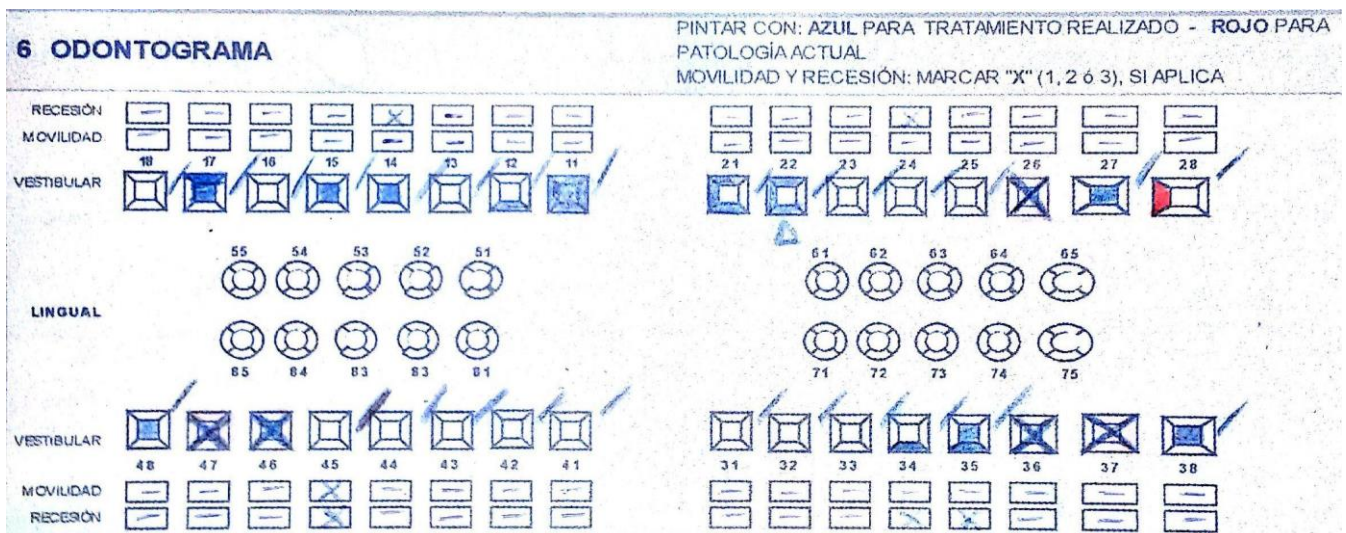 6 ODONTOGRAMA
PINTAR CON: AZUL PARA TRATAMIENTO REALIZADO - ROJO PARA
PATOLOGÍA ACTUAL
MOVILIDAD Y RECESIÓN: MARCAR "X" (1, 2 ó 3), SI APLICA
RECESIÓN
MOVILIDAD
18 17 16 15 14 13 12 11 21 22 23 24 25 26 27 28
VESTIBULAR
55 54 53 52 51 61 62 63 64 65
LINGUAL
85 84 83 83 81 71 72 73 74 75
VESTIBULAR
48 47 46 45 44 43 42 41 31 32 33 34 35 36 37 38
MOVILIDAD
RECESIÓN